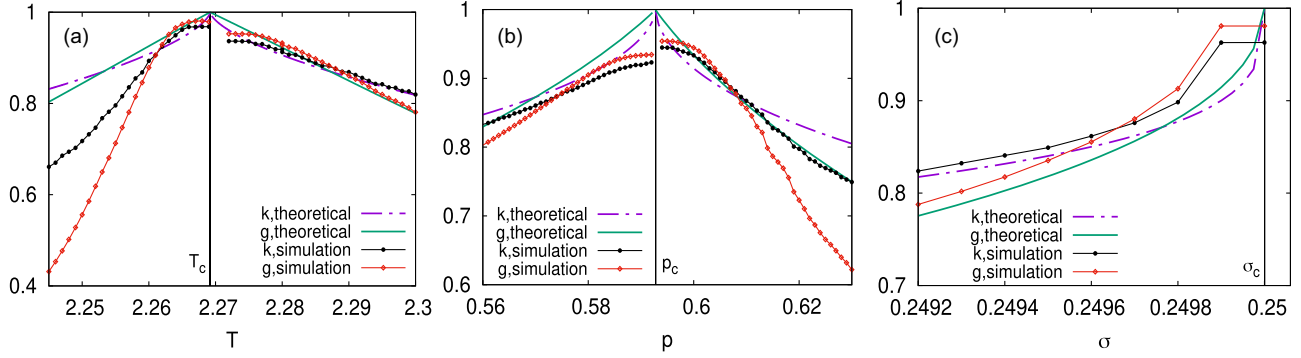 (a)
1
0.8
0.6
0.4
k,theoretical
g,theoretical
k,simulation
g,simulation
T_c
2.25 2.26 2.27 2.28 2.29 2.3
T
(b)
1
0.9
0.8
0.7
0.6
k,theoretical
g,theoretical
k,simulation
g,simulation
p_c
0.56 0.58 0.6 0.62
p
(c)
1
0.9
0.8
0.7
k,theoretical
g,theoretical
k,simulation
g,simulation
σ_c
0.2492 0.2494 0.2496 0.2498 0.25
σ